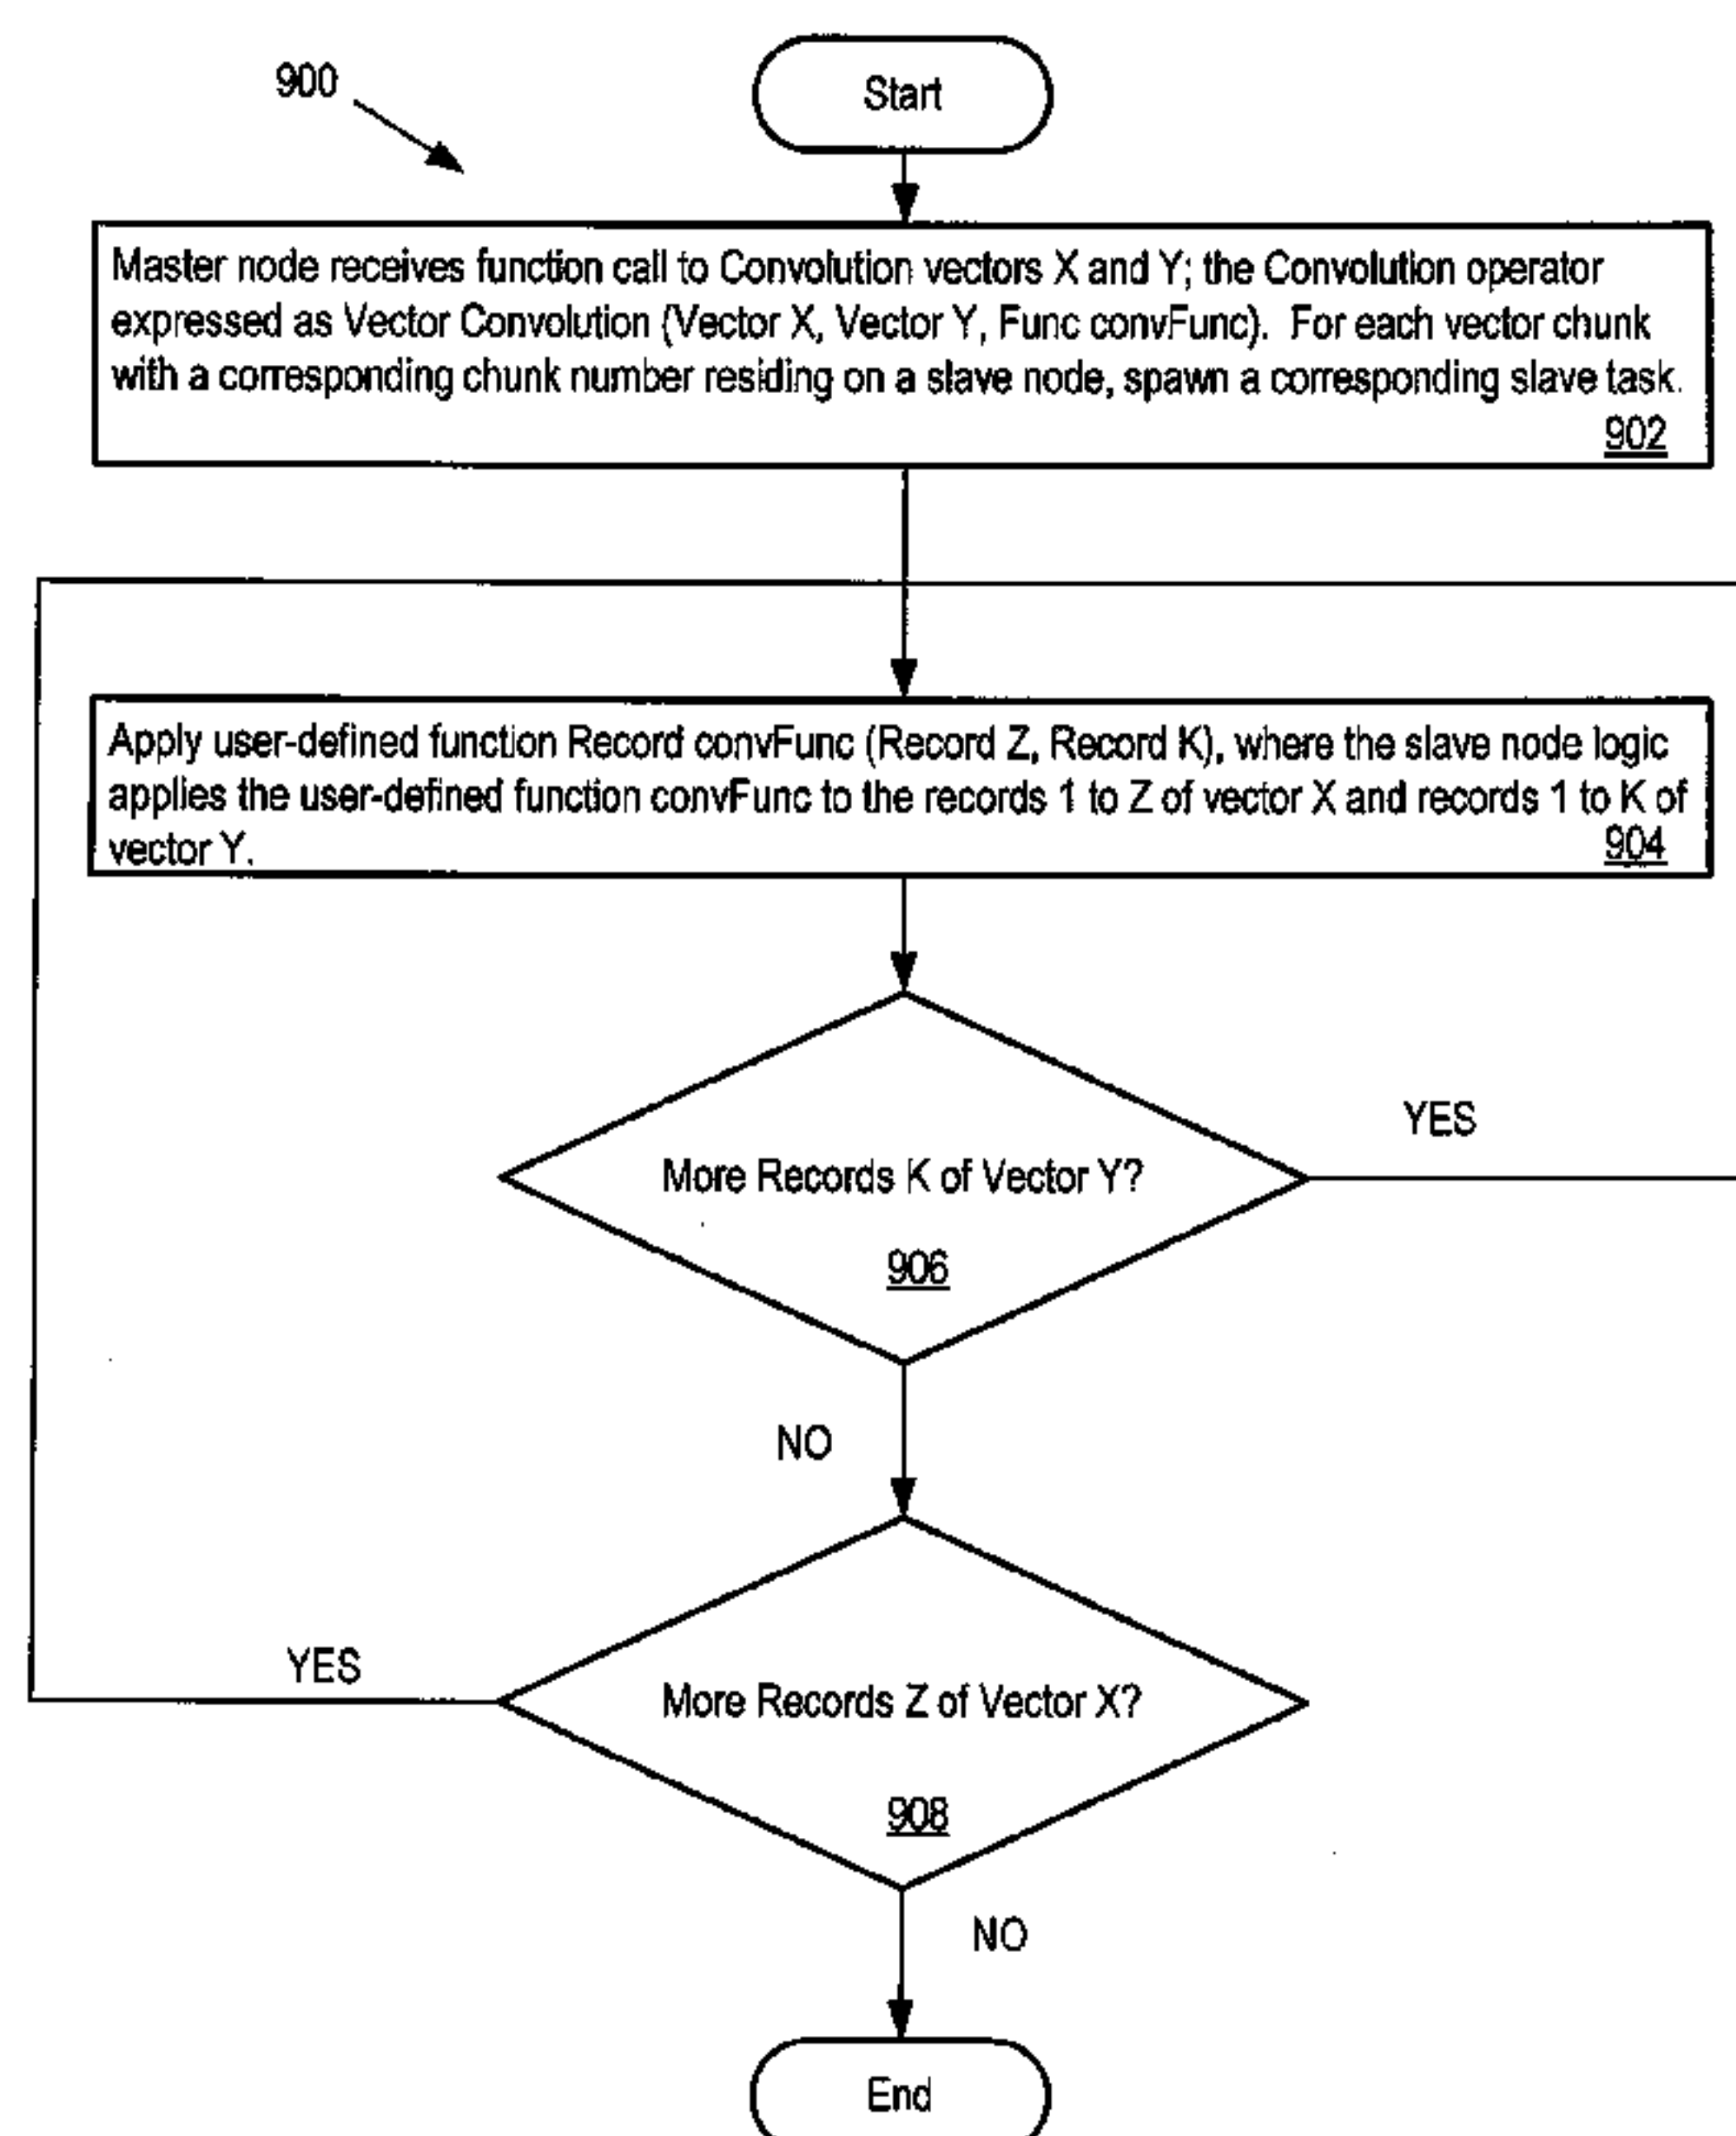 900
Start
Master node receives function call to Convolution vectors X and Y; the Convolution operator
expressed as Vector Convolution (Vector X, Vector Y, Func convFunc). For each vector chunk
with a corresponding chunk number residing on a slave node, spawn a corresponding slave task.
902
Apply user-defined function Record convFunc (Record Z, Record K), where the slave node logic
applies the user-defined function convFunc to the records 1 to Z of vector X and records 1 to K of
vector Y.
904
YES
More Records K of Vector Y?
906
NO
YES
More Records Z of Vector X?
908
NO
End